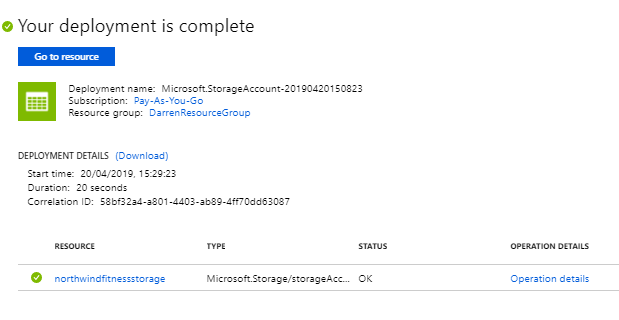 Your deployment is complete
Go to resource
Deployment name: Microsoft.StorageAccount-20190420150823
Subscription: Pay-As-You-Go
Resource group: DarrenResourceGroup
DEPLOYMENT DETAILS (Download)
Start time: 20/04/2019, 15:29:23
Duration: 20 seconds
Correlation ID: 58bf32a4-a801-4403-ab89-4ff70dd63087
RESOURCE TYPE STATUS OPERATION DETAILS
northwindfitnessstorage Microsoft.Storage/storageAcc... OK Operation details